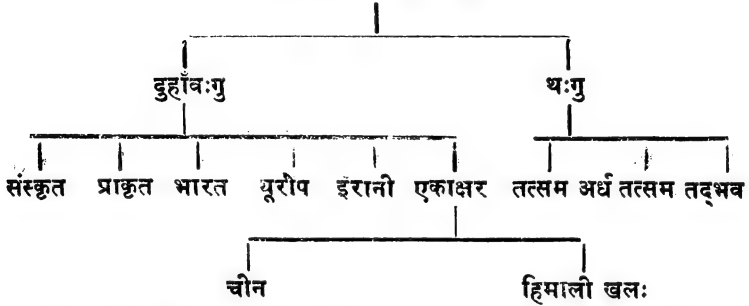 दुहाँवःगु थःगु
संस्कृत प्राकृत भारत यूरोप इरानी एकाक्षर तत्सम अर्ध तत्सम तद्‌भव
चीन हिमाली खलः